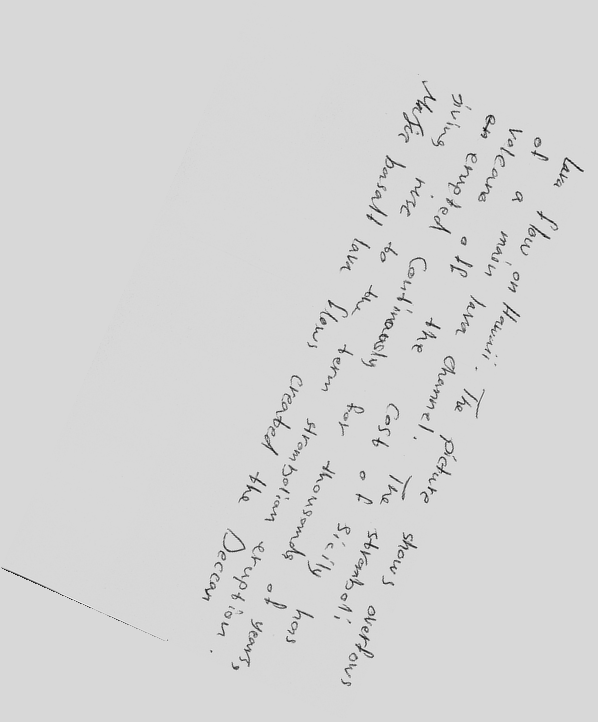 Lava flow, on Hawaii. The picture shows overflows
of a main lava channel. The stromboli,
volcano off the cost of Sicily has
erupted continuously for thousands of years,
giving rise to the term strombolian eruption.
Mafic basalt lava flows created the Deccan